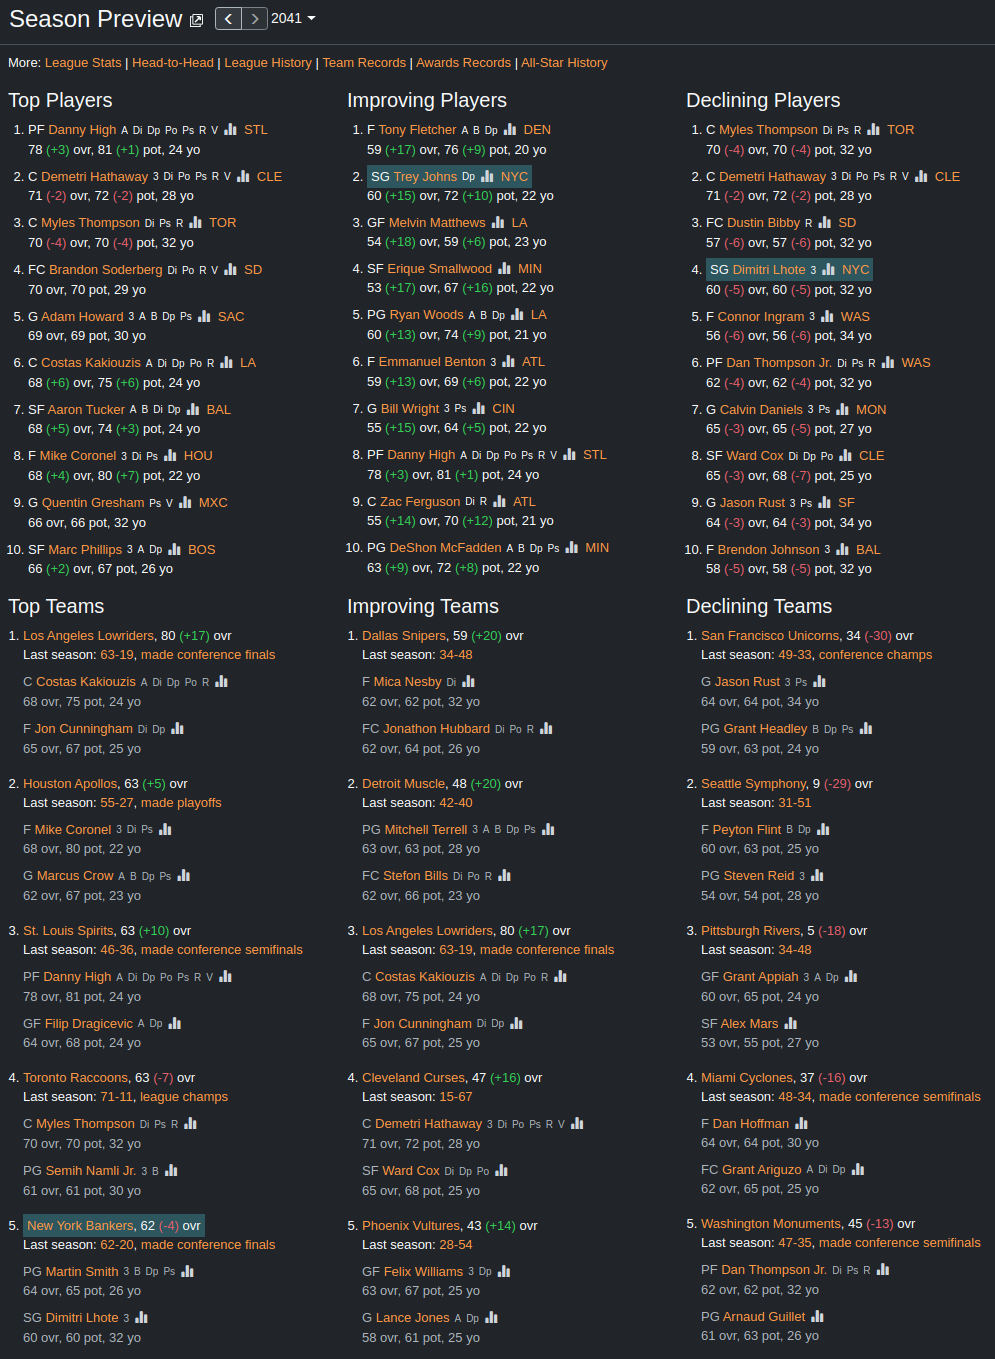 Season Preview 2041
More: League Stats | Head-to-Head | League History | Team Records | Awards Records | All-Star History
Top Players
1. PF Danny High A Di Dp Po Ps R V STL
78 (+3) ovr, 81 (+1) pot, 24 yo
2. C Demetri Hathaway 3 Di Po Ps R V CLE
71 (-2) ovr, 72 (-2) pot, 28 yo
3. C Myles Thompson Di Ps R TOR
70 (-4) ovr, 70 (-4) pot, 32 yo
4. FC Brandon Soderberg Di Po R V SD
70 ovr, 70 pot, 29 yo
5. G Adam Howard 3 A B Dp Ps SAC
69 ovr, 69 pot, 30 yo
6. C Costas Kakiouzis A Di Dp Po R LA
68 (+6) ovr, 75 (+6) pot, 24 yo
7. SF Aaron Tucker A B Di Dp BAL
68 (+5) ovr, 74 (+3) pot, 24 yo
8. F Mike Coronel 3 Di Ps HOU
68 (+4) ovr, 80 (+7) pot, 22 yo
9. G Quentin Gresham Ps V MXC
66 ovr, 66 pot, 32 yo
10. SF Marc Phillips 3 A Dp BOS
66 (+2) ovr, 67 pot, 26 yo
Improving Players
1. F Tony Fletcher A B Dp DEN
59 (+17) ovr, 76 (+9) pot, 20 yo
2. SG Trey Johns Dp NYC
60 (+15) ovr, 72 (+10) pot, 22 yo
3. GF Melvin Matthews LA
54 (+18) ovr, 59 (+6) pot, 23 yo
4. SF Erique Smallwood MIN
53 (+17) ovr, 67 (+16) pot, 22 yo
5. PG Ryan Woods A B Dp LA
60 (+13) ovr, 74 (+9) pot, 21 yo
6. F Emmanuel Benton 3 ATL
59 (+13) ovr, 69 (+6) pot, 22 yo
7. G Bill Wright 3 Ps CIN
55 (+15) ovr, 64 (+5) pot, 22 yo
8. PF Danny High A Di Dp Po Ps R V STL
78 (+3) ovr, 81 (+1) pot, 24 yo
9. C Zac Ferguson Di R ATL
55 (+14) ovr, 70 (+12) pot, 21 yo
10. PG DeShon McFadden A B Dp Ps MIN
63 (+9) ovr, 72 (+8) pot, 22 yo
Declining Players
1. C Myles Thompson Di Ps R TOR
70 (-4) ovr, 70 (-4) pot, 32 yo
2. C Demetri Hathaway 3 Di Po Ps R V CLE
71 (-2) ovr, 72 (-2) pot, 28 yo
3. FC Dustin Bibby R SD
57 (-6) ovr, 57 (-6) pot, 32 yo
4. SG Dimitri Lhote 3 NYC
60 (-5) ovr, 60 (-5) pot, 32 yo
5. F Connor Ingram 3 WAS
56 (-6) ovr, 56 (-6) pot, 34 yo
6. PF Dan Thompson Jr. Di Ps R WAS
62 (-4) ovr, 62 (-4) pot, 32 yo
7. G Calvin Daniels 3 Ps MON
65 (-3) ovr, 65 (-5) pot, 27 yo
8. SF Ward Cox Di Dp Po CLE
65 (-3) ovr, 68 (-7) pot, 25 yo
9. G Jason Rust 3 Ps SF
64 (-3) ovr, 64 (-3) pot, 34 yo
10. F Brendon Johnson 3 BAL
58 (-5) ovr, 58 (-5) pot, 32 yo
Top Teams
1. Los Angeles Lowriders, 80 (+17) ovr
Last season: 63-19, made conference finals
C Costas Kakiouzis A Di Dp Po R
68 ovr, 75 pot, 24 yo
F Jon Cunningham Di Dp
65 ovr, 67 pot, 25 yo
2. Houston Apollos, 63 (+5) ovr
Last season: 55-27, made playoffs
F Mike Coronel 3 Di Ps
68 ovr, 80 pot, 22 yo
G Marcus Crow A B Dp Ps
62 ovr, 67 pot, 23 yo
3. St. Louis Spirits, 63 (+10) ovr
Last season: 46-36, made conference semifinals
PF Danny High A Di Dp Po Ps R V
78 ovr, 81 pot, 24 yo
GF Filip Dragicevic A Dp
64 ovr, 68 pot, 24 yo
4. Toronto Raccoons, 63 (-7) ovr
Last season: 71-11, league champs
C Myles Thompson Di Ps R
70 ovr, 70 pot, 32 yo
PG Semih Namli Jr. 3 B
61 ovr, 61 pot, 30 yo
5. New York Bankers, 62 (-4) ovr
Last season: 62-20, made conference finals
PG Martin Smith 3 B Dp Ps
64 ovr, 65 pot, 26 yo
SG Dimitri Lhote 3
60 ovr, 60 pot, 32 yo
Improving Teams
1. Dallas Snipers, 59 (+20) ovr
Last season: 34-48
F Mica Nesby Di
62 ovr, 62 pot, 32 yo
FC Jonathon Hubbard Di Po R
62 ovr, 64 pot, 26 yo
2. Detroit Muscle, 48 (+20) ovr
Last season: 42-40
PG Mitchell Terrell 3 A B Dp Ps
63 ovr, 63 pot, 28 yo
FC Stefon Bills Di Po R
62 ovr, 66 pot, 23 yo
3. Los Angeles Lowriders, 80 (+17) ovr
Last season: 63-19, made conference finals
C Costas Kakiouzis A Di Dp Po R
68 ovr, 75 pot, 24 yo
F Jon Cunningham Di Dp
65 ovr, 67 pot, 25 yo
4. Cleveland Curses, 47 (+16) ovr
Last season: 15-67
C Demetri Hathaway 3 Di Po Ps R V
71 ovr, 72 pot, 28 yo
SF Ward Cox Di Dp Po
65 ovr, 68 pot, 25 yo
5. Phoenix Vultures, 43 (+14) ovr
Last season: 28-54
GF Felix Williams 3 Dp
63 ovr, 67 pot, 25 yo
G Lance Jones A Dp
58 ovr, 61 pot, 25 yo
Declining Teams
1. San Francisco Unicorns, 34 (-30) ovr
Last season: 49-33, conference champs
G Jason Rust 3 Ps
64 ovr, 64 pot, 34 yo
PG Grant Headley B Dp Ps
59 ovr, 63 pot, 24 yo
2. Seattle Symphony, 9 (-29) ovr
Last season: 31-51
F Peyton Flint B Dp
60 ovr, 63 pot, 25 yo
PG Steven Reid 3
54 ovr, 54 pot, 28 yo
3. Pittsburgh Rivers, 5 (-18) ovr
Last season: 34-48
GF Grant Appiah 3 A Dp
60 ovr, 65 pot, 24 yo
SF Alex Mars
53 ovr, 55 pot, 27 yo
4. Miami Cyclones, 37 (-16) ovr
Last season: 48-34, made conference semifinals
F Dan Hoffman
64 ovr, 64 pot, 30 yo
FC Grant Ariguzo A Di Dp
62 ovr, 65 pot, 25 yo
5. Washington Monuments, 45 (-13) ovr
Last season: 47-35, made conference semifinals
PF Dan Thompson Jr. Di Ps R
62 ovr, 62 pot, 32 yo
PG Arnaud Guillet
61 ovr, 63 pot, 26 yo